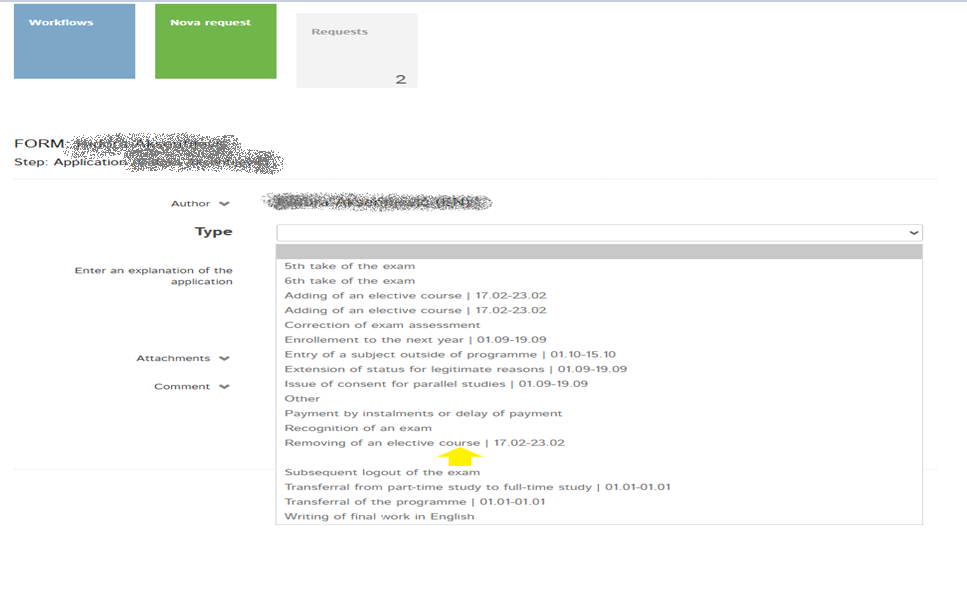 Workflows
Nova request
Requests
2
FORM:
Step: Application
Author
Type
Enter an explanation of the
application
Attachments
Comment
5th take of the exam
6th take of the exam
Adding of an elective course | 17.02-23.02
Adding of an elective course | 17.02-23.02
Correction of exam assessment
Enrollement to the next year | 01.09-19.09
Entry of a subject outside of programme | 01.10-15.10
Extension of status for legitimate reasons | 01.09-19.09
Issue of consent for parallel studies | 01.09-19.09
Other
Payment by instalments or delay of payment
Recognition of an exam
Removing of an elective course | 17.02-23.02
Subsequent logout of the exam
Transferral from part-time study to full-time study | 01.01-01.01
Transferral of the programme | 01.01-01.01
Writing of final work in English